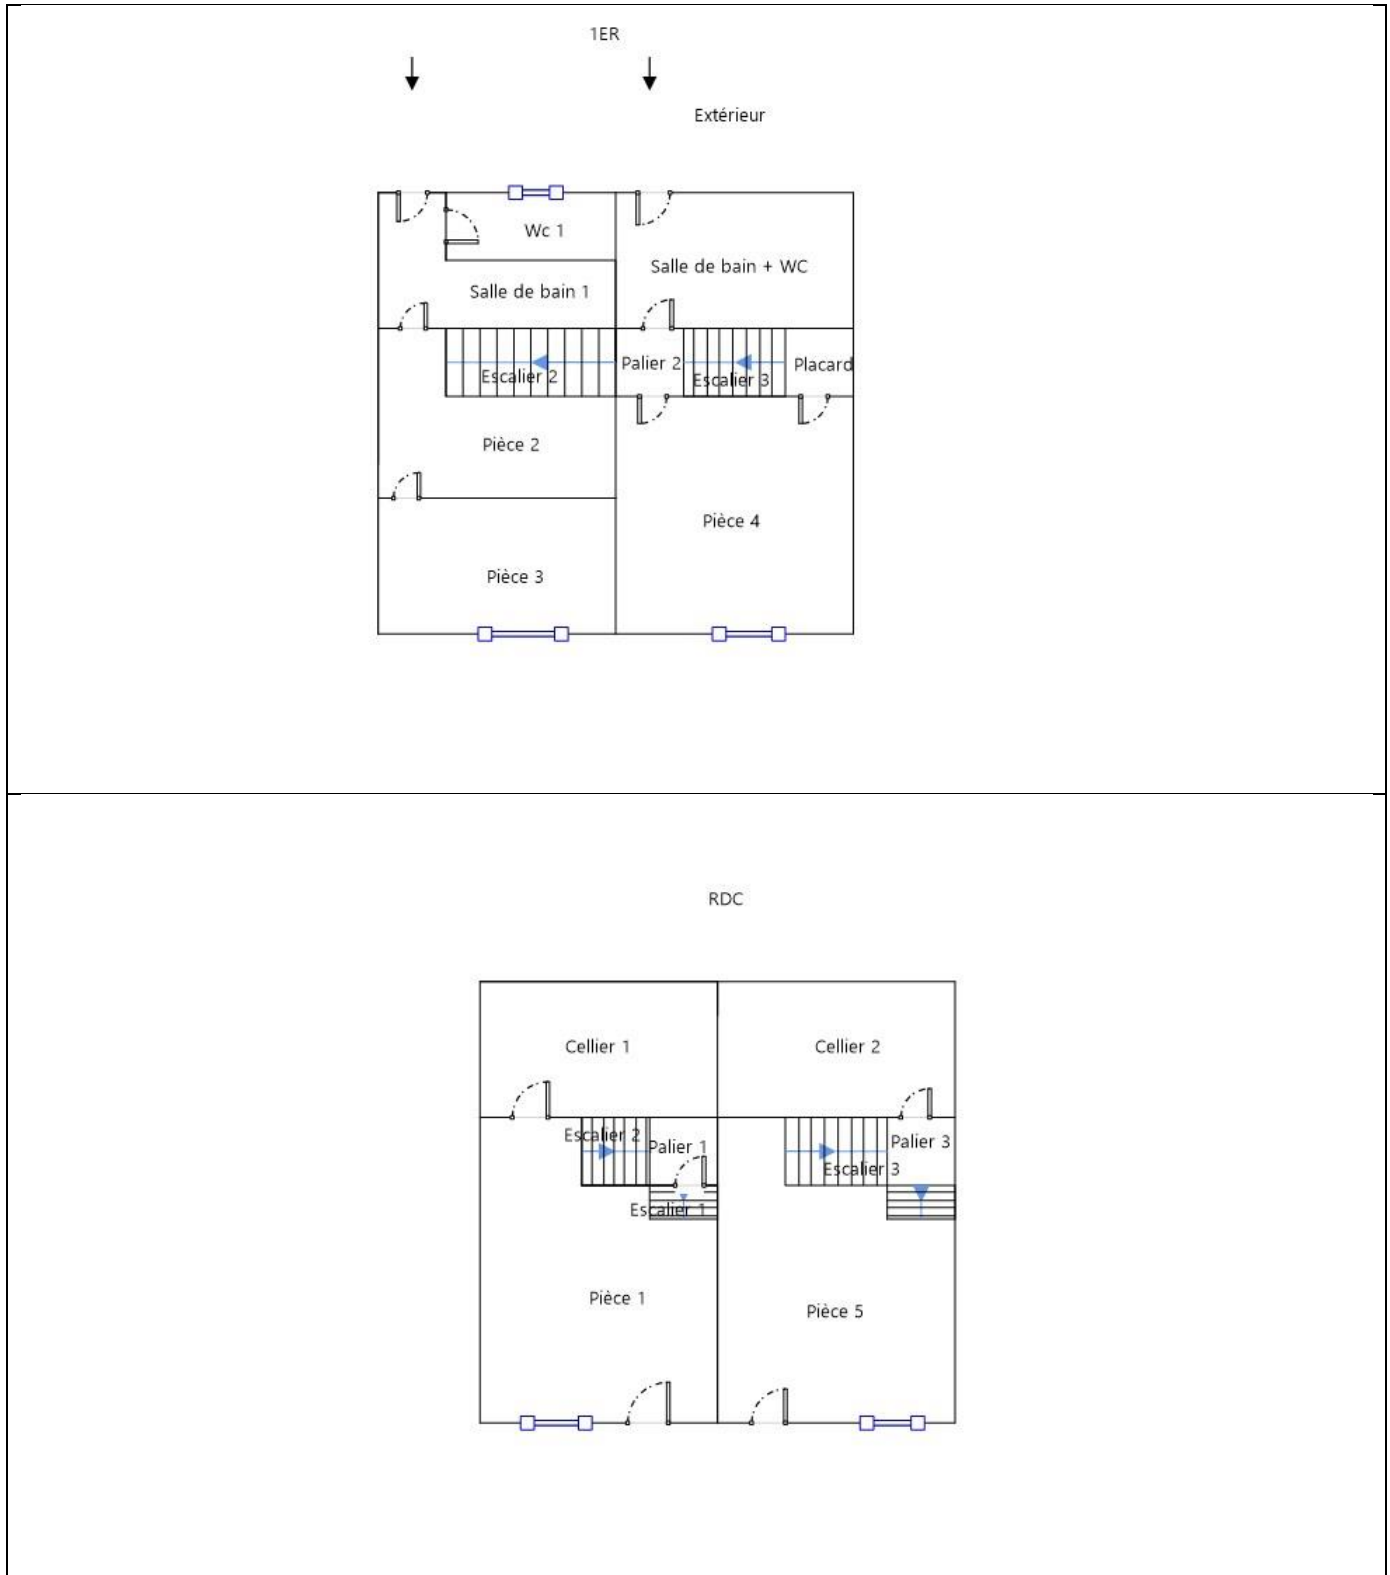 1ER
Extérieur
Wc 1
Salle de bain + WC
Salle de bain 1
Palier 2
Placard
Escalier 2
Escalier 3
Pièce 2
Pièce 4
Pièce 3
RDC
Cellier 1
Cellier 2
Escalier 2
Palier 1
Palier 3
Escalier 3
Escalier 1
Pièce 1
Pièce 5